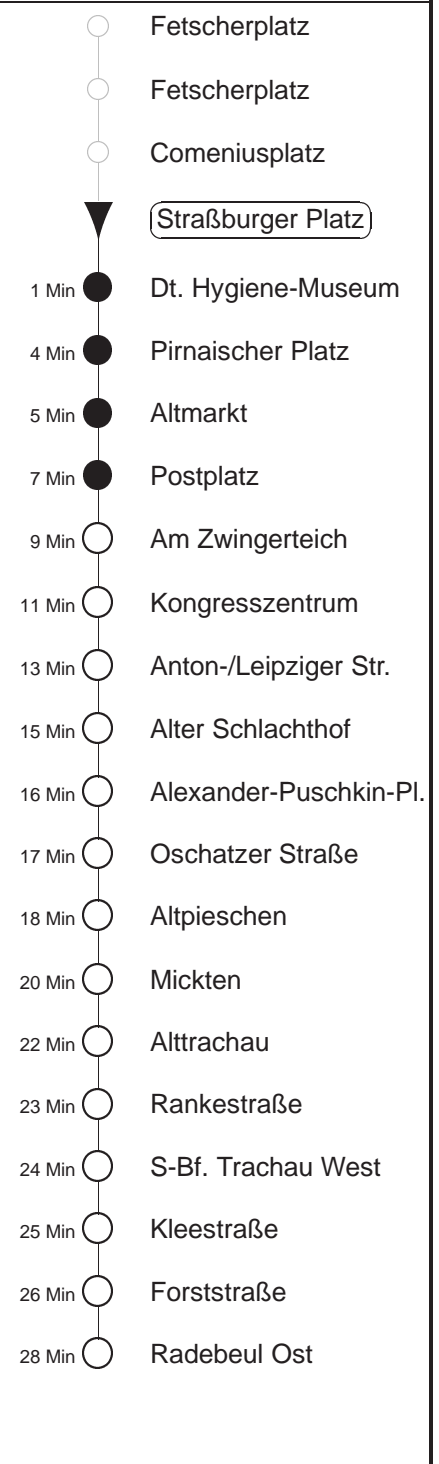 Fetscherplatz
Fetscherplatz
Comeniusplatz
Straßburger Platz
1 Min Dt. Hygiene-Museum
4 Min Pirnaischer Platz
5 Min Altmarkt
7 Min Postplatz
9 Min Am Zwingerteich
11 Min Kongresszentrum
13 Min Anton-/Leipziger Str.
15 Min Alter Schlachthof
16 Min Alexander-Puschkin-Pl.
17 Min Oschatzer Straße
18 Min Altpieschen
20 Min Mickten
22 Min Alttrachau
23 Min Rankestraße
24 Min S-Bf. Trachau West
25 Min Kleestraße
26 Min Forststraße
28 Min Radebeul Ost